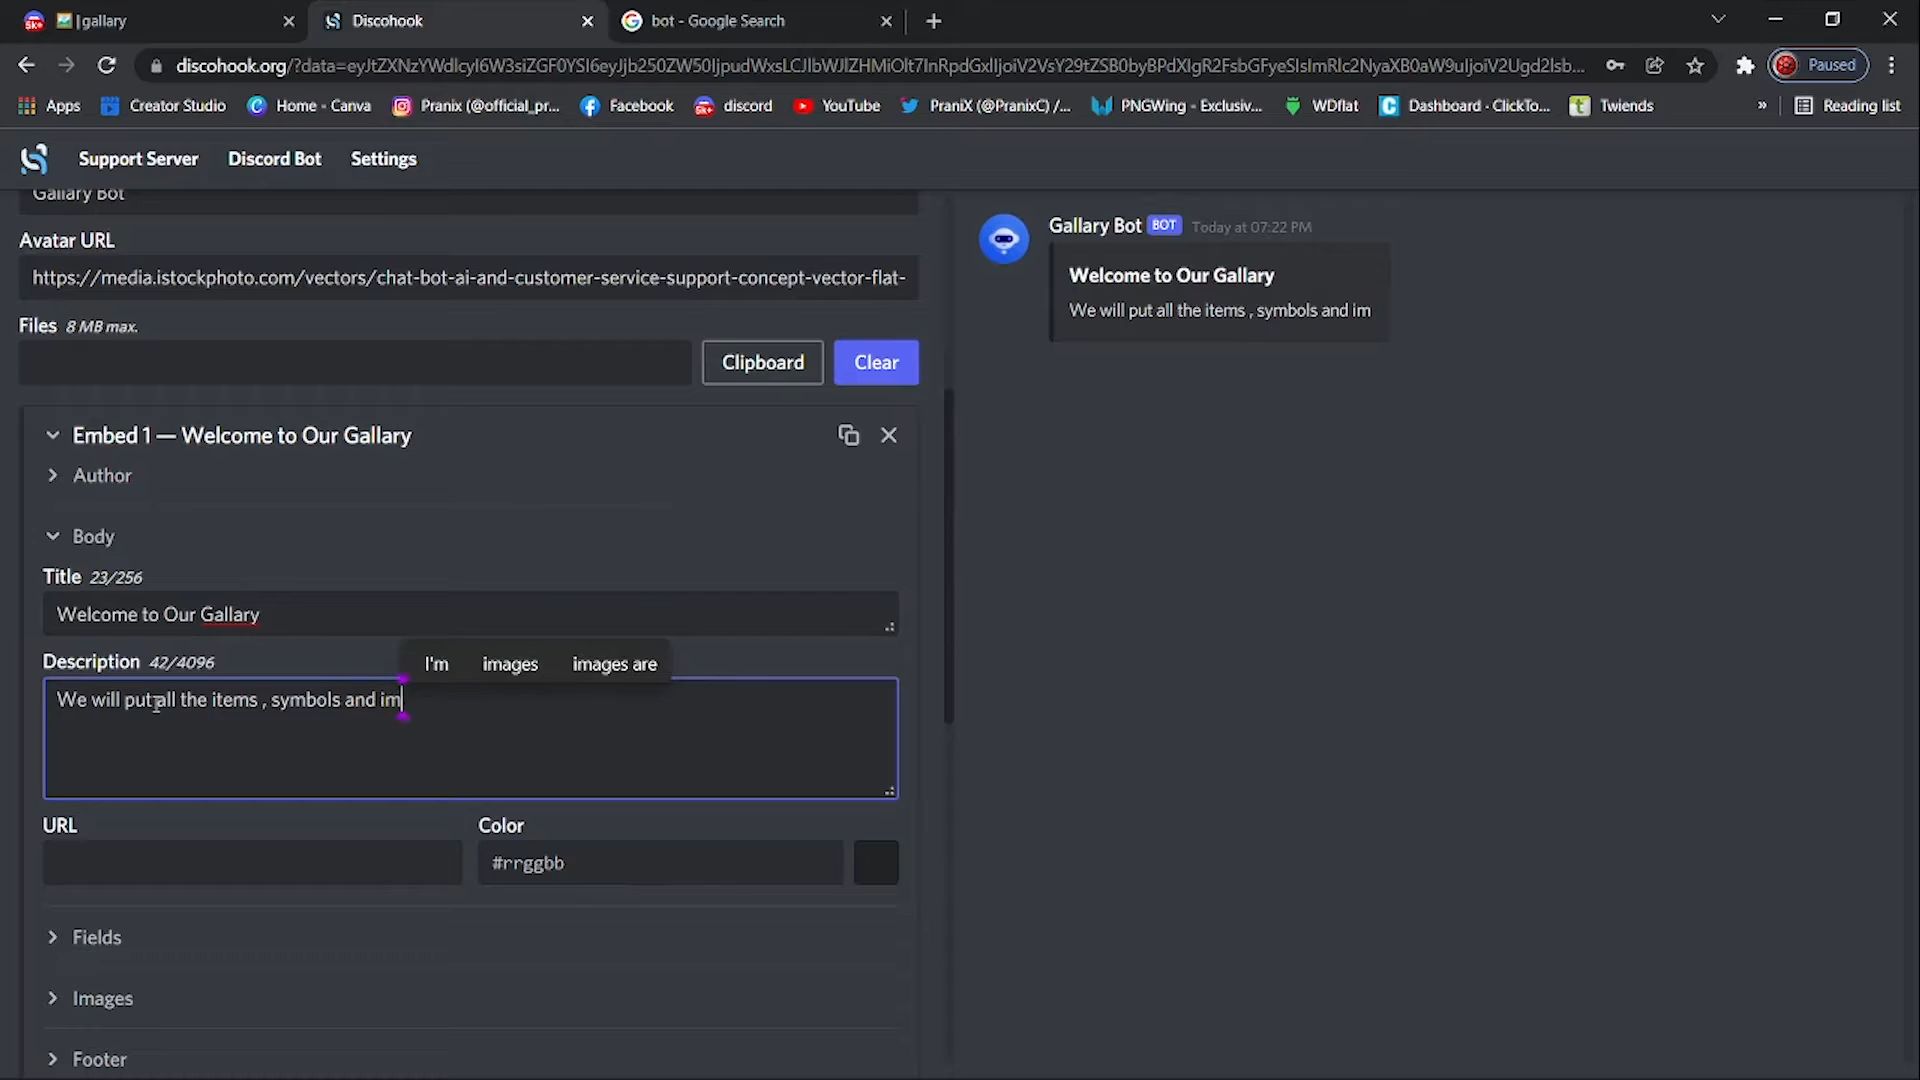 | gallary
Discohook
bot - Google Search
discohook.org/?data=eyJtZXNzYWdlcyI6W3siZGF0YSI6eyJjb250ZW50IjpudWxsLCJlbWJlZHMiOlt7InRpdGxlIjoiV2VsY29tZSB0byBPdXIgR2FsbGFyeSIsImRlc2NyaXB0aW9uIjoiV2Ugd2lsb...
Paused
Apps
Creator Studio
Home - Canva
Pranix (@official_pr...
Facebook
discord
YouTube
PraniX (@PranixC) /...
PNGWing - Exclusiv...
WDflat
Dashboard - ClickTo...
Twiends
»
Reading list
Support Server
Discord Bot
Settings
Gallary Bot
Avatar URL
https://media.istockphoto.com/vectors/chat-bot-ai-and-customer-service-support-concept-vector-flat-
Files 8 MB max.
Clipboard
Clear
Embed 1 — Welcome to Our Gallary
Author
Body
Title 23/256
Welcome to Our Gallary
Description 42/4096
I'm images images are
We will put all the items , symbols and im
URL
Color
#rrggbb
Fields
Images
Footer
Gallary Bot BOT Today at 07:22 PM
Welcome to Our Gallary
We will put all the items , symbols and im